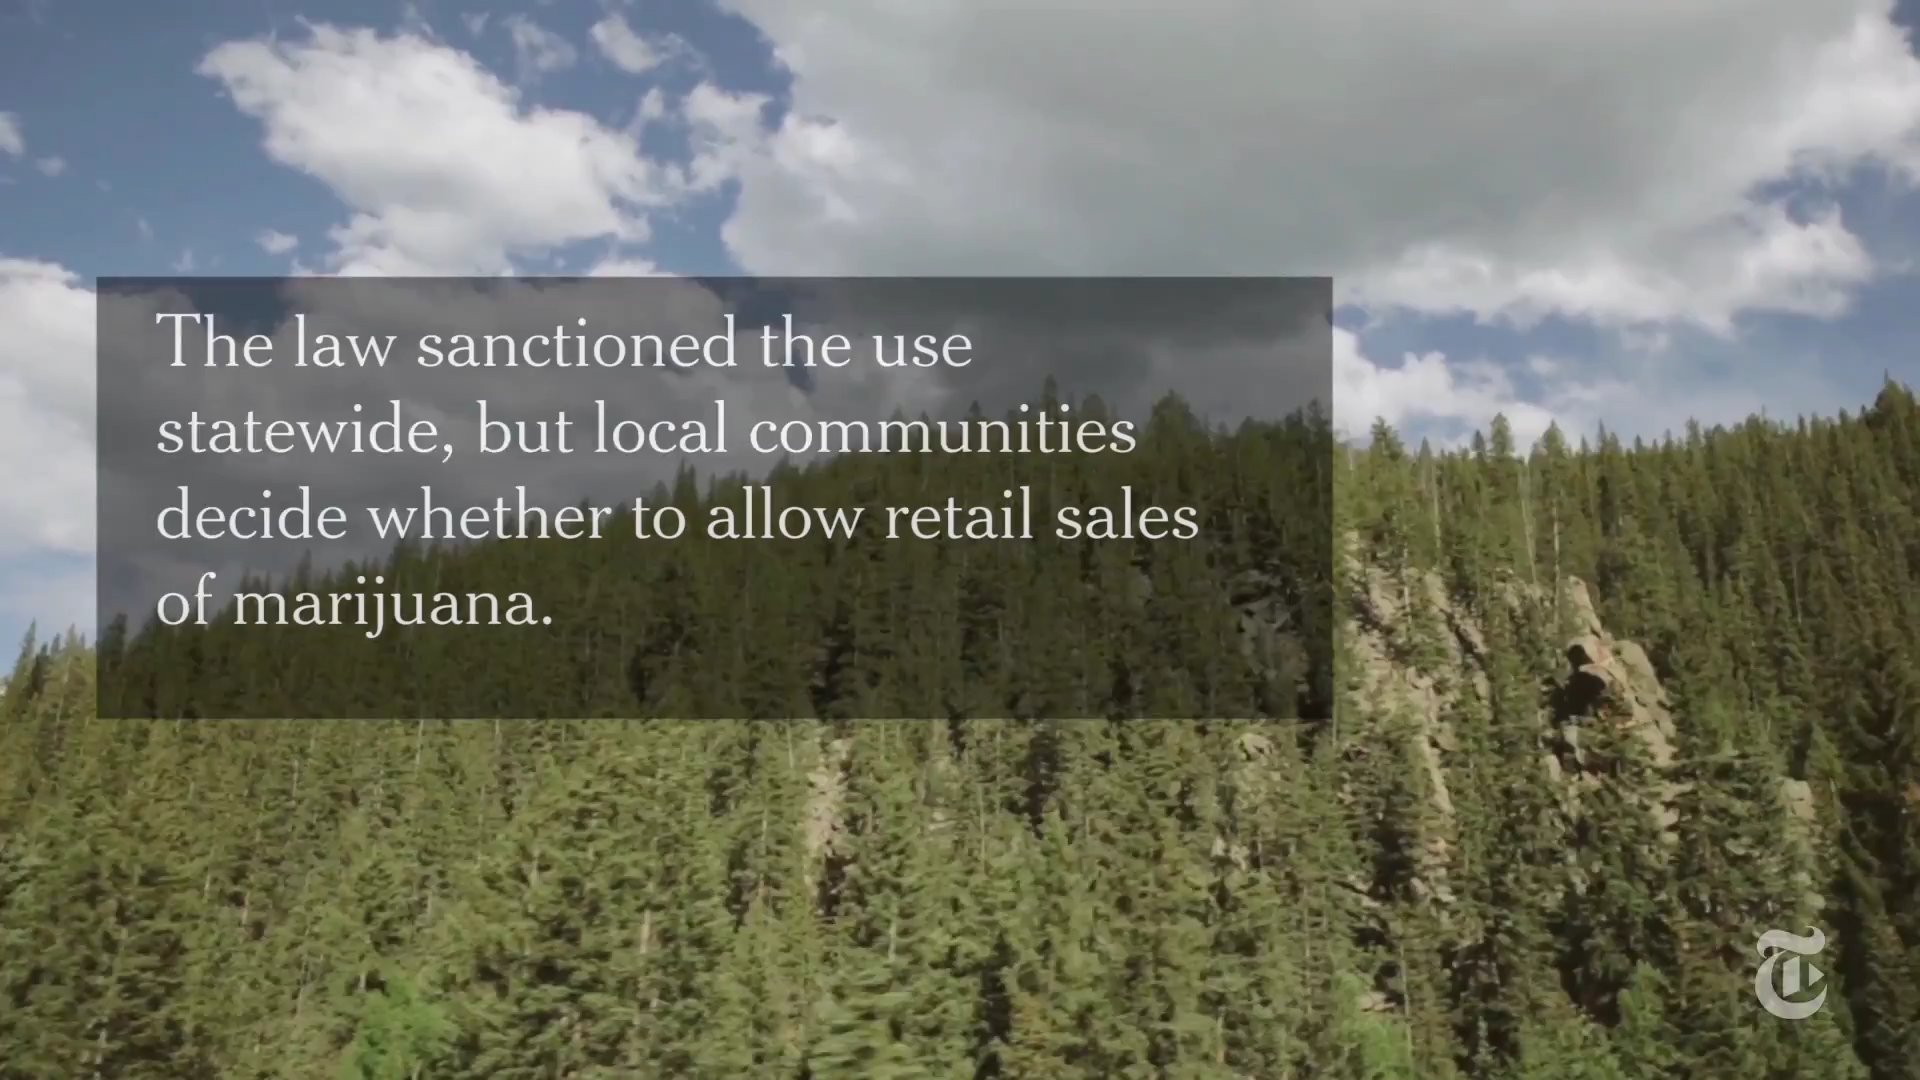 The law sanctioned the use
statewide, but local communities
decide whether to allow retail sales
of marijuana.
T